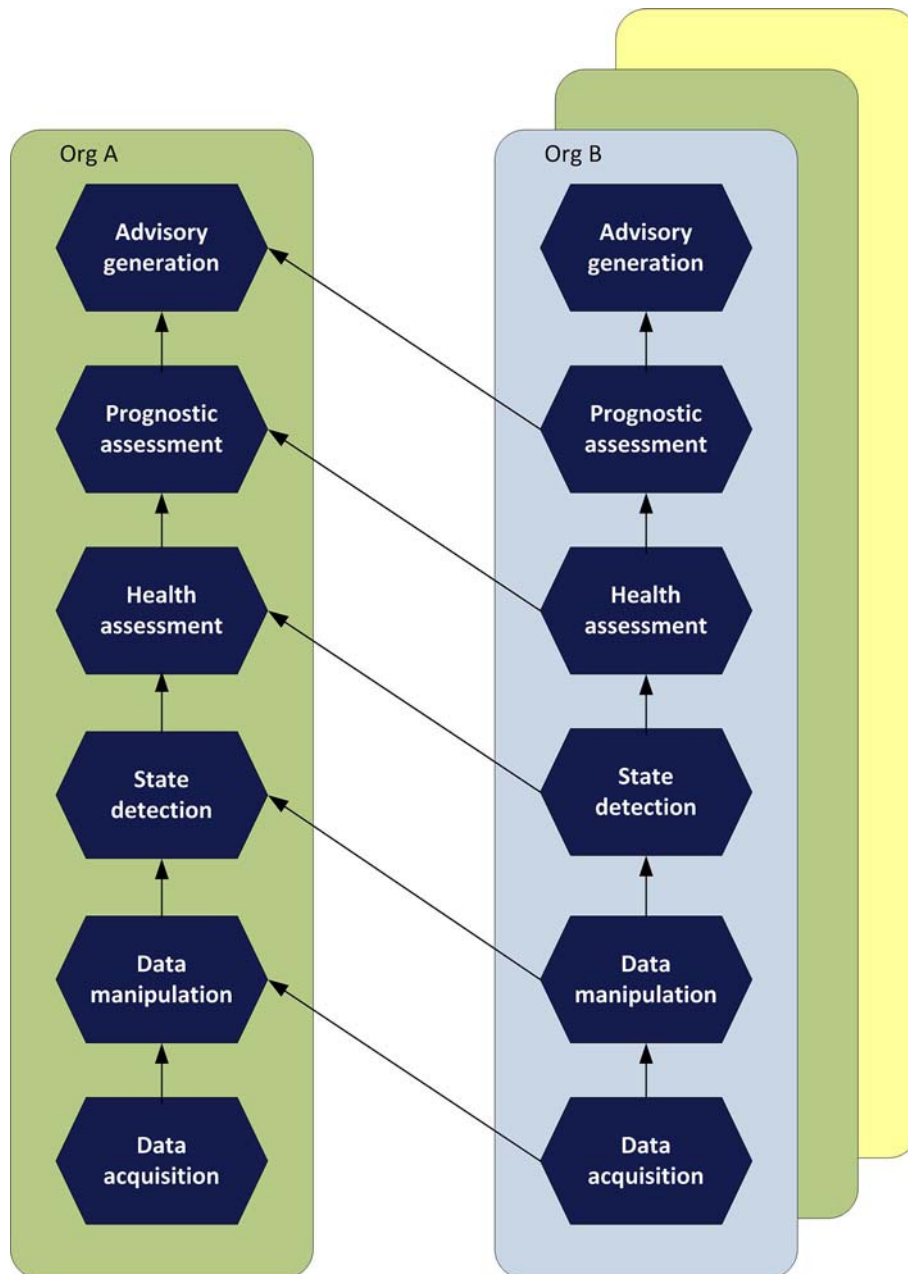 Org A
Advisory
generation
Prognostic
assessment
Health
assessment
State
detection
Data
manipulation
Data
acquisition
Org B
Advisory
generation
Prognostic
assessment
Health
assessment
State
detection
Data
manipulation
Data
acquisition